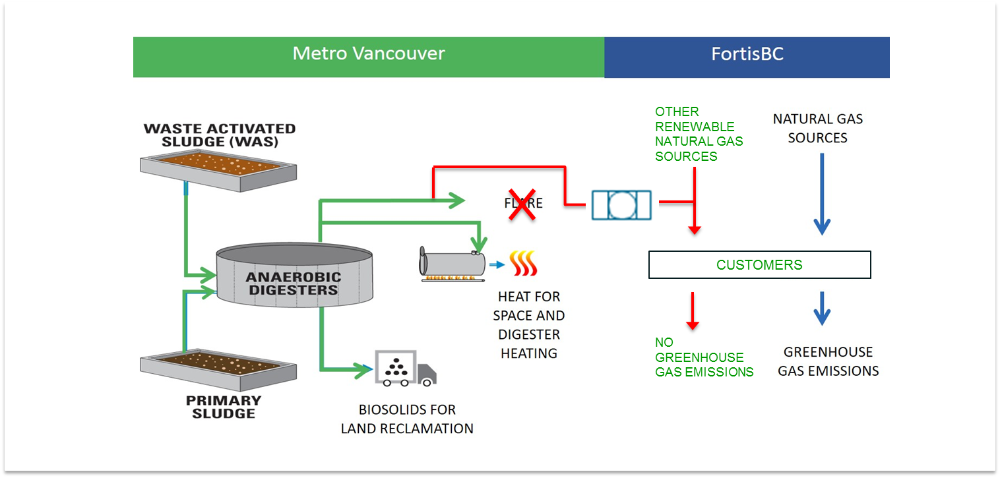 Metro Vancouver
FortisBC
WASTE ACTIVATED
SLUDGE (WAS)
OTHER
RENEWABLE
NATURAL GAS
SOURCES
NATURAL GAS
SOURCES
FLARE
ANAEROBIC
DIGESTERS
CUSTOMERS
HEAT FOR
SPACE AND
DIGESTER
HEATING
NO
GREENHOUSE
GAS EMISSIONS
GREENHOUSE
GAS EMISSIONS
PRIMARY
SLUDGE
BIOSOLIDS FOR
LAND RECLAMATION